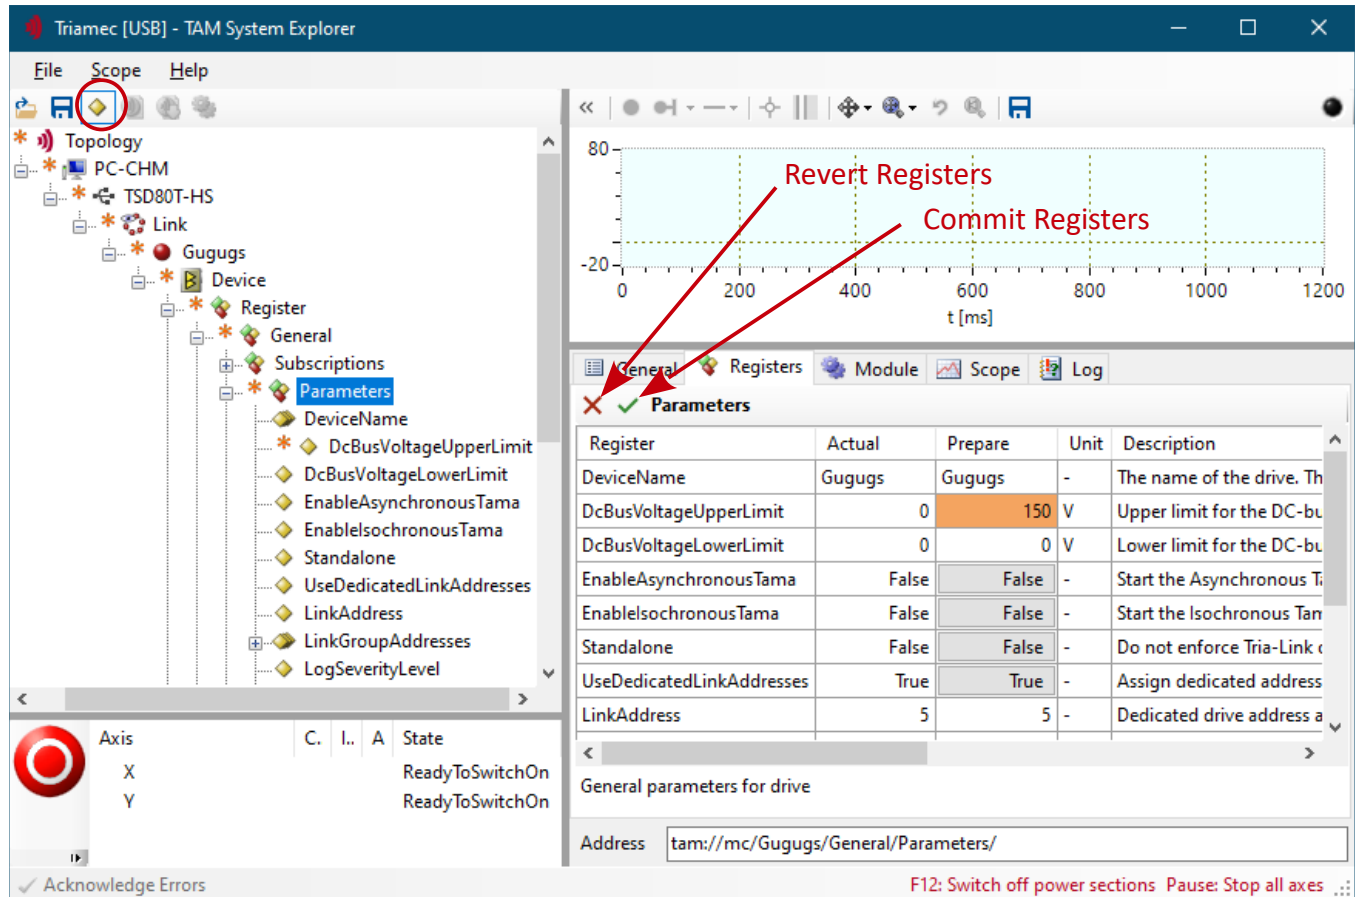 Triamec [USB] - TAM System Explorer
File Scope Help
Topology
PC-CHM
TSD80T-HS
Link
Gugugs
Device
Register
General
Subscriptions
Parameters
DeviceName
DcBusVoltageUpperLimit
DcBusVoltageLowerLimit
EnableAsynchronousTama
EnableIsochronousTama
Standalone
UseDedicatedLinkAddresses
LinkAddress
LinkGroupAddresses
LogSeverityLevel
Axis C. I.. A State
X ReadyToSwitchOn
Y ReadyToSwitchOn
80
-20
0 200 400 600 800 1000 1200
t [ms]
Revert Registers
Commit Registers
General Registers Module Scope Log
Parameters
Register Actual Prepare Unit Description
DeviceName Gugugs Gugugs - The name of the drive. Th
DcBusVoltageUpperLimit 0 150 V Upper limit for the DC-bu
DcBusVoltageLowerLimit 0 0 V Lower limit for the DC-bu
EnableAsynchronousTama False False - Start the Asynchronous Ta
EnableIsochronousTama False False - Start the Isochronous Tam
Standalone False False - Do not enforce Tria-Link o
UseDedicatedLinkAddresses True True - Assign dedicated address
LinkAddress 5 5 - Dedicated drive address a
General parameters for drive
Address tam://mc/Gugugs/General/Parameters/
Acknowledge Errors F12: Switch off power sections Pause: Stop all axes